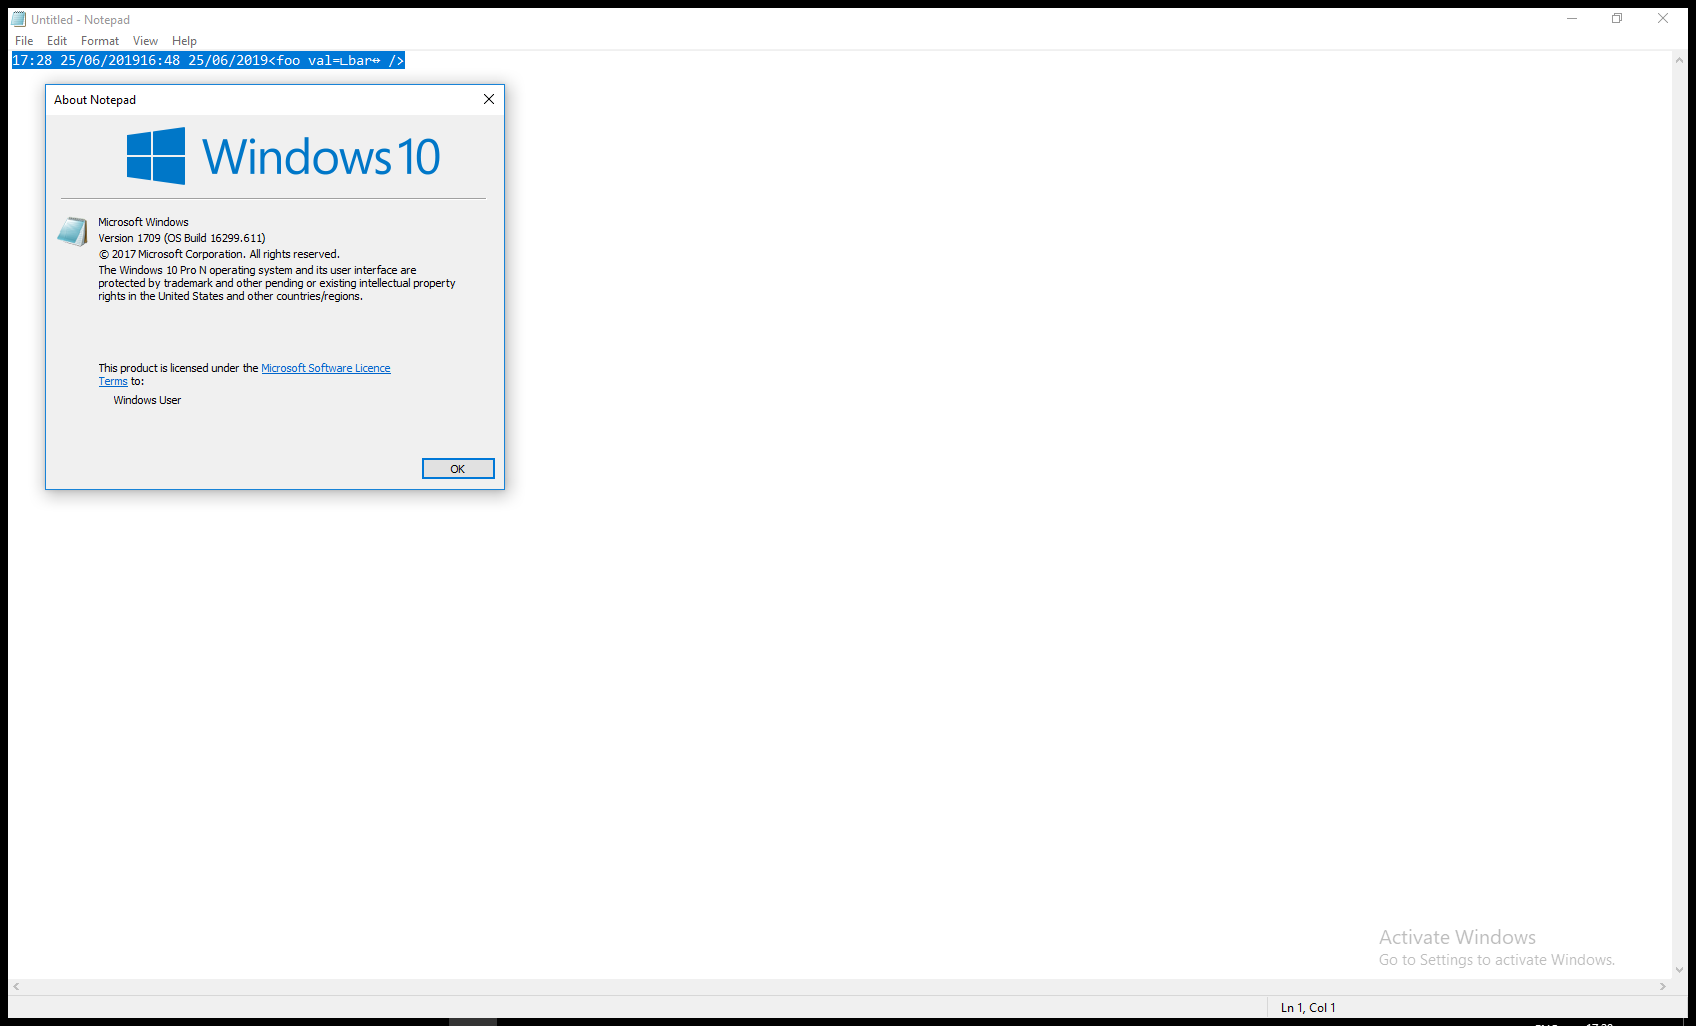 Untitled - Notepad
File Edit Format View Help
17:28 25/06/201916:48 25/06/2019<foo val=∟bar↔ />
About Notepad
Windows 10
Microsoft Windows
Version 1709 (OS Build 16299.611)
© 2017 Microsoft Corporation. All rights reserved.
The Windows 10 Pro N operating system and its user interface are
protected by trademark and other pending or existing intellectual property
rights in the United States and other countries/regions.
This product is licensed under the Microsoft Software Licence
Terms to:
Windows User
OK
Activate Windows
Go to Settings to activate Windows.
Ln 1, Col 1